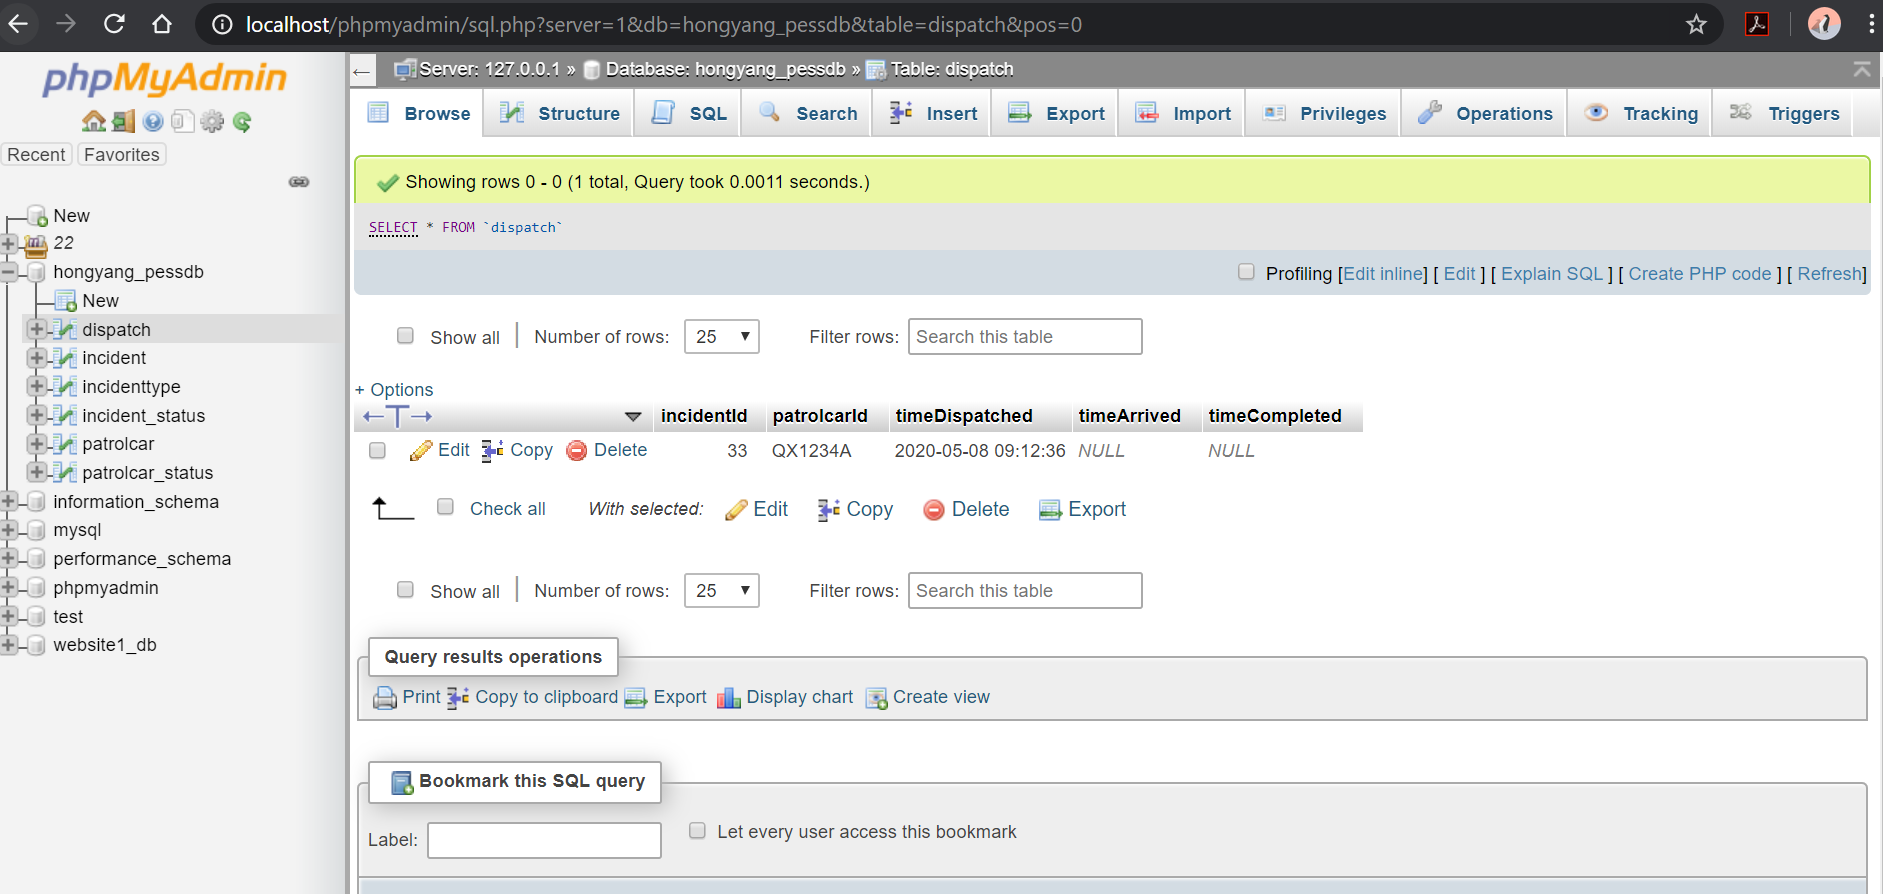 localhost/phpmyadmin/sql.php?server=1&db=hongyang_pessdb&table=dispatch&pos=0
phpMyAdmin
Recent Favorites
New
22
hongyang_pessdb
New
dispatch
incident
incidenttype
incident_status
patrolcar
patrolcar_status
information_schema
mysql
performance_schema
phpmyadmin
test
website1_db
Server: 127.0.0.1 » Database: hongyang_pessdb » Table: dispatch
Browse Structure SQL Search Insert Export Import Privileges Operations Tracking Triggers
Showing rows 0 - 0 (1 total, Query took 0.0011 seconds.)
SELECT * FROM `dispatch`
Profiling [Edit inline] [ Edit ] [ Explain SQL ] [ Create PHP code ] [ Refresh]
Show all | Number of rows: 25 Filter rows: Search this table
+ Options
incidentId patrolcarId timeDispatched timeArrived timeCompleted
Edit Copy Delete 33 QX1234A 2020-05-08 09:12:36 NULL NULL
Check all With selected: Edit Copy Delete Export
Show all | Number of rows: 25 Filter rows: Search this table
Query results operations
Print Copy to clipboard Export Display chart Create view
Bookmark this SQL query
Label: Let every user access this bookmark